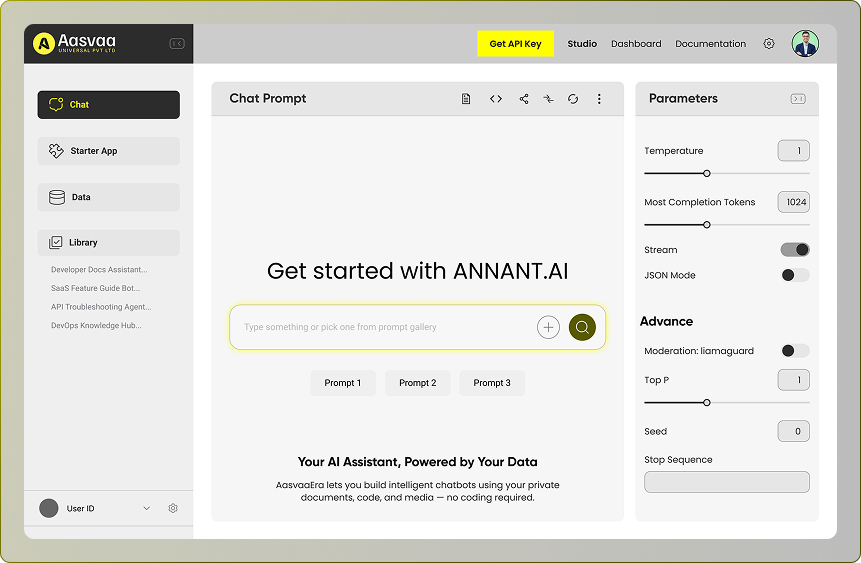 Aasvaa
UNIVERSAL PVT LTD
Get API Key
Studio
Dashboard
Documentation
Chat
Starter App
Data
Library
Developer Docs Assistant...
SaaS Feature Guide Bot...
API Troubleshooting Agent...
DevOps Knowledge Hub...
User ID
Chat Prompt
Get started with ANNANT.AI
Type something or pick one from prompt gallery
Prompt 1
Prompt 2
Prompt 3
Your AI Assistant, Powered by Your Data
AasvaaEra lets you build intelligent chatbots using your private
documents, code, and media — no coding required.
Parameters
Temperature
1
Most Completion Tokens
1024
Stream
JSON Mode
Advance
Moderation: liamaguard
Top P
1
Seed
0
Stop Sequence